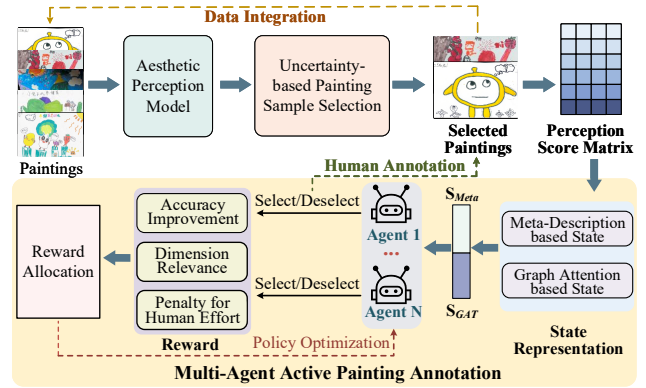 Data Integration
Aesthetic
Perception
Model
Uncertainty-
based Painting
Sample Selection
Paintings
Selected
Paintings
Perception
Score Matrix
Human Annotation
Reward
Allocation
Accuracy
Improvement
Dimension
Relevance
Penalty for
Human Effort
Reward
Select/Deselect
Select/Deselect
Agent 1
...
Agent N
S_Meta
S_GAT
Meta-Description
based State
Graph Attention
based State
State
Representation
Policy Optimization
Multi-Agent Active Painting Annotation